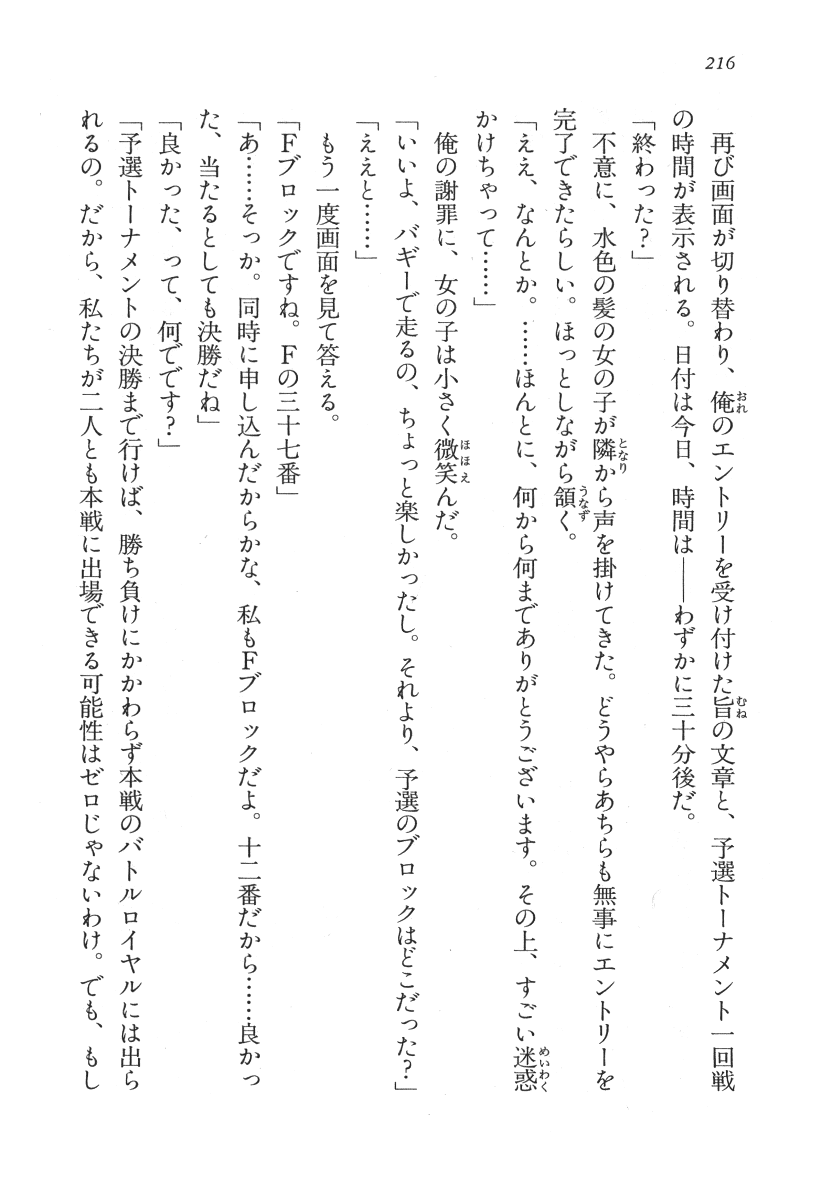 216
再び画面が切り替わり、俺のエントリーを受け付けた旨の文章と、予選トーナメント一回戦
の時間が表示される。日付は今日、時間は――わずかに三十分後だ。
「終わった？」
不意に、水色の髪の女の子が隣から声を掛けてきた。どうやらあちらも無事にエントリーを
完了できたらしい。ほっとしながら頷く。
「ええ、なんとか。……ほんとに、何から何までありがとうございます。その上、すごい迷惑
かけちゃって……」
俺の謝罪に、女の子は小さく微笑んだ。
「いいよ、バギーで走るの、ちょっと楽しかったし。それより、予選のブロックはどこだった？」
「ええと……」
もう一度画面を見て答える。
「Ｆブロックですね。Ｆの三十七番」
「あ……そっか。同時に申し込んだからかな、私もＦブロックだよ。十二番だから……良かっ
た、当たるとしても決勝だね」
「良かった、って、何でです？」
「予選トーナメントの決勝まで行けば、勝ち負けにかかわらず本戦のバトルロイヤルには出ら
れるの。だから、私たちが二人とも本戦に出場できる可能性はゼロじゃないわけ。でも、もし